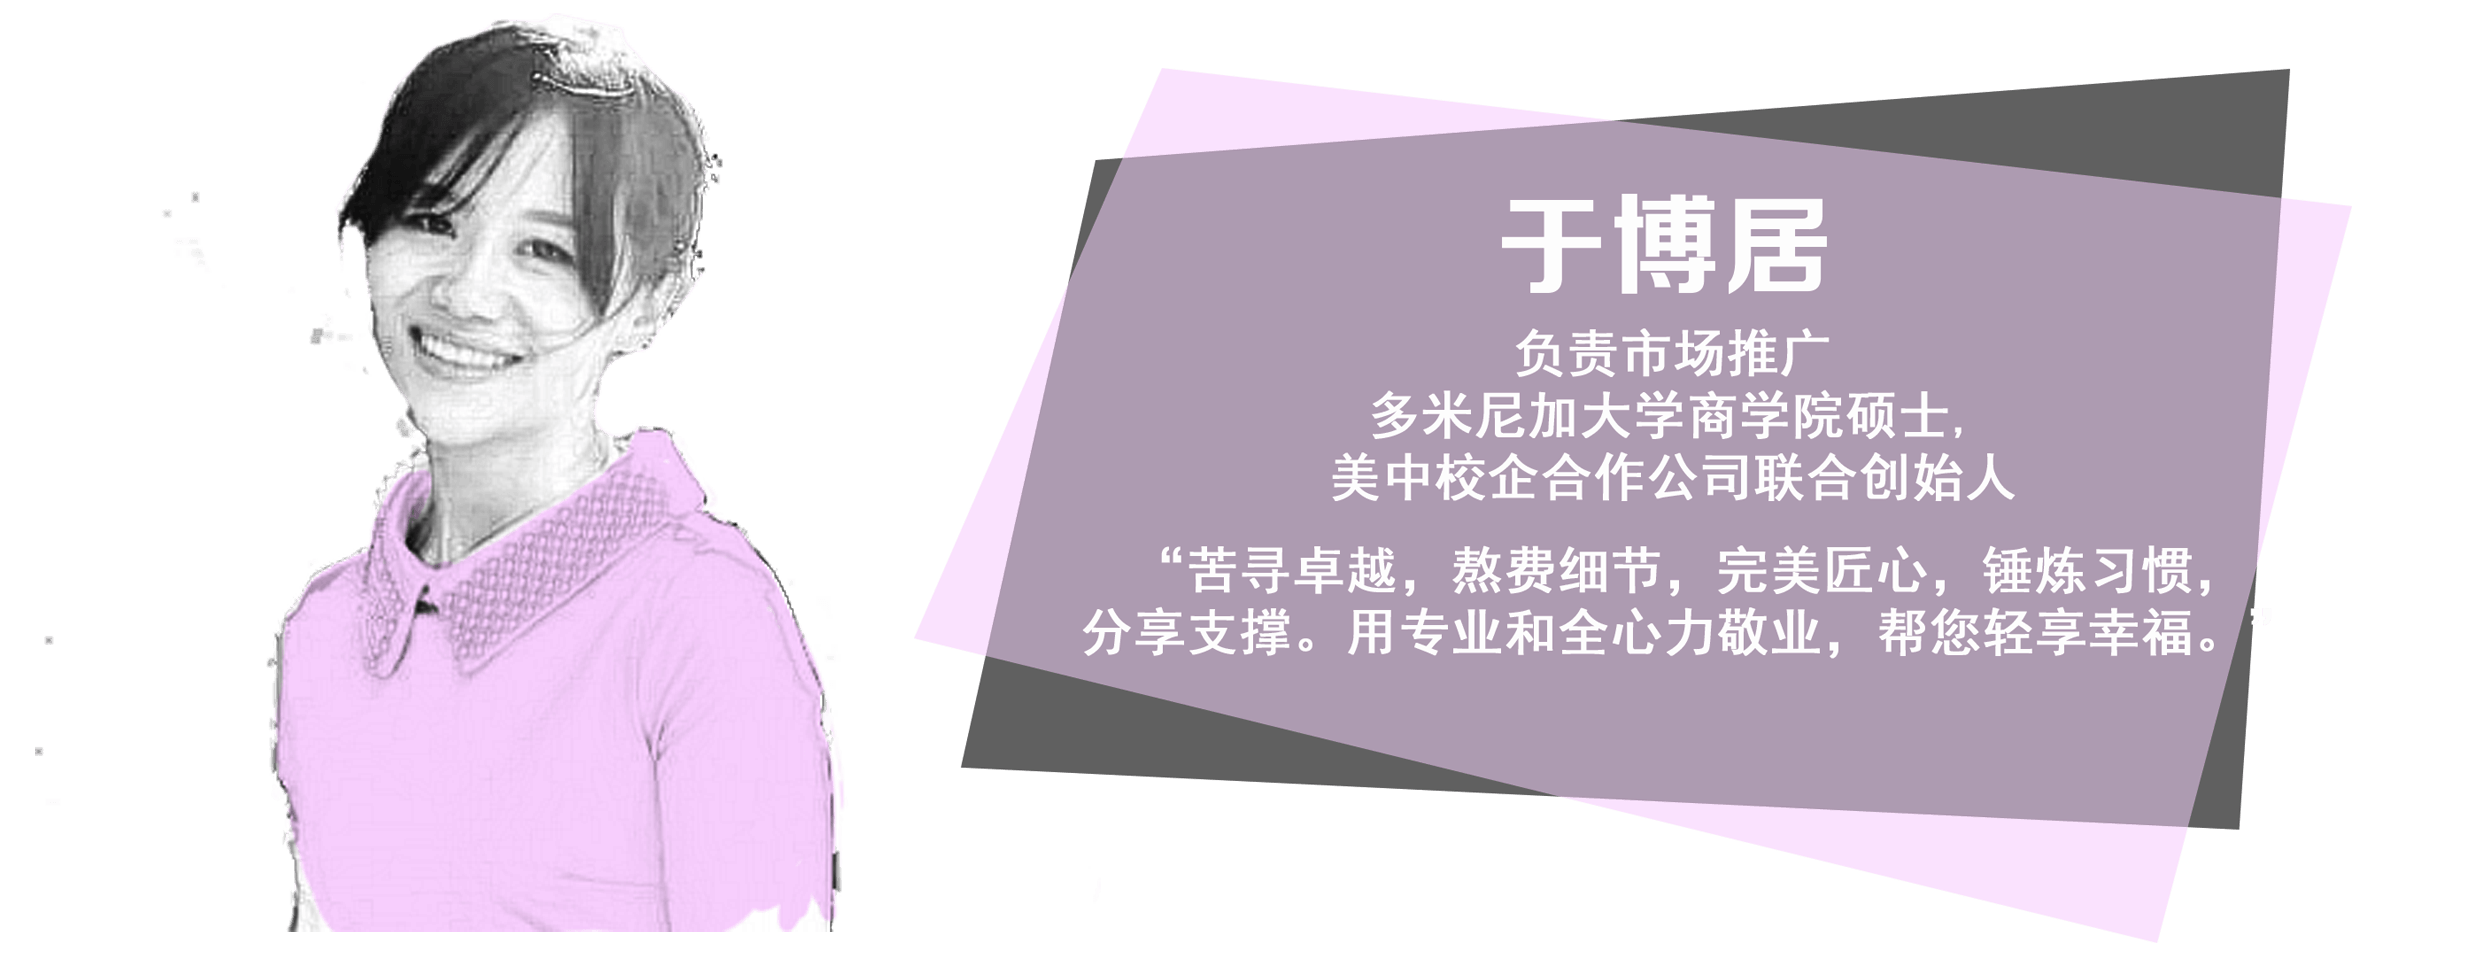 于博居
负责市场推广
多米尼加大学商学院硕士,
美中校企合作公司联合创始人
“苦寻卓越，熬费细节，完美匠心，锤炼习惯，
分享支撑。用专业和全心力敬业，帮您轻享幸福。”